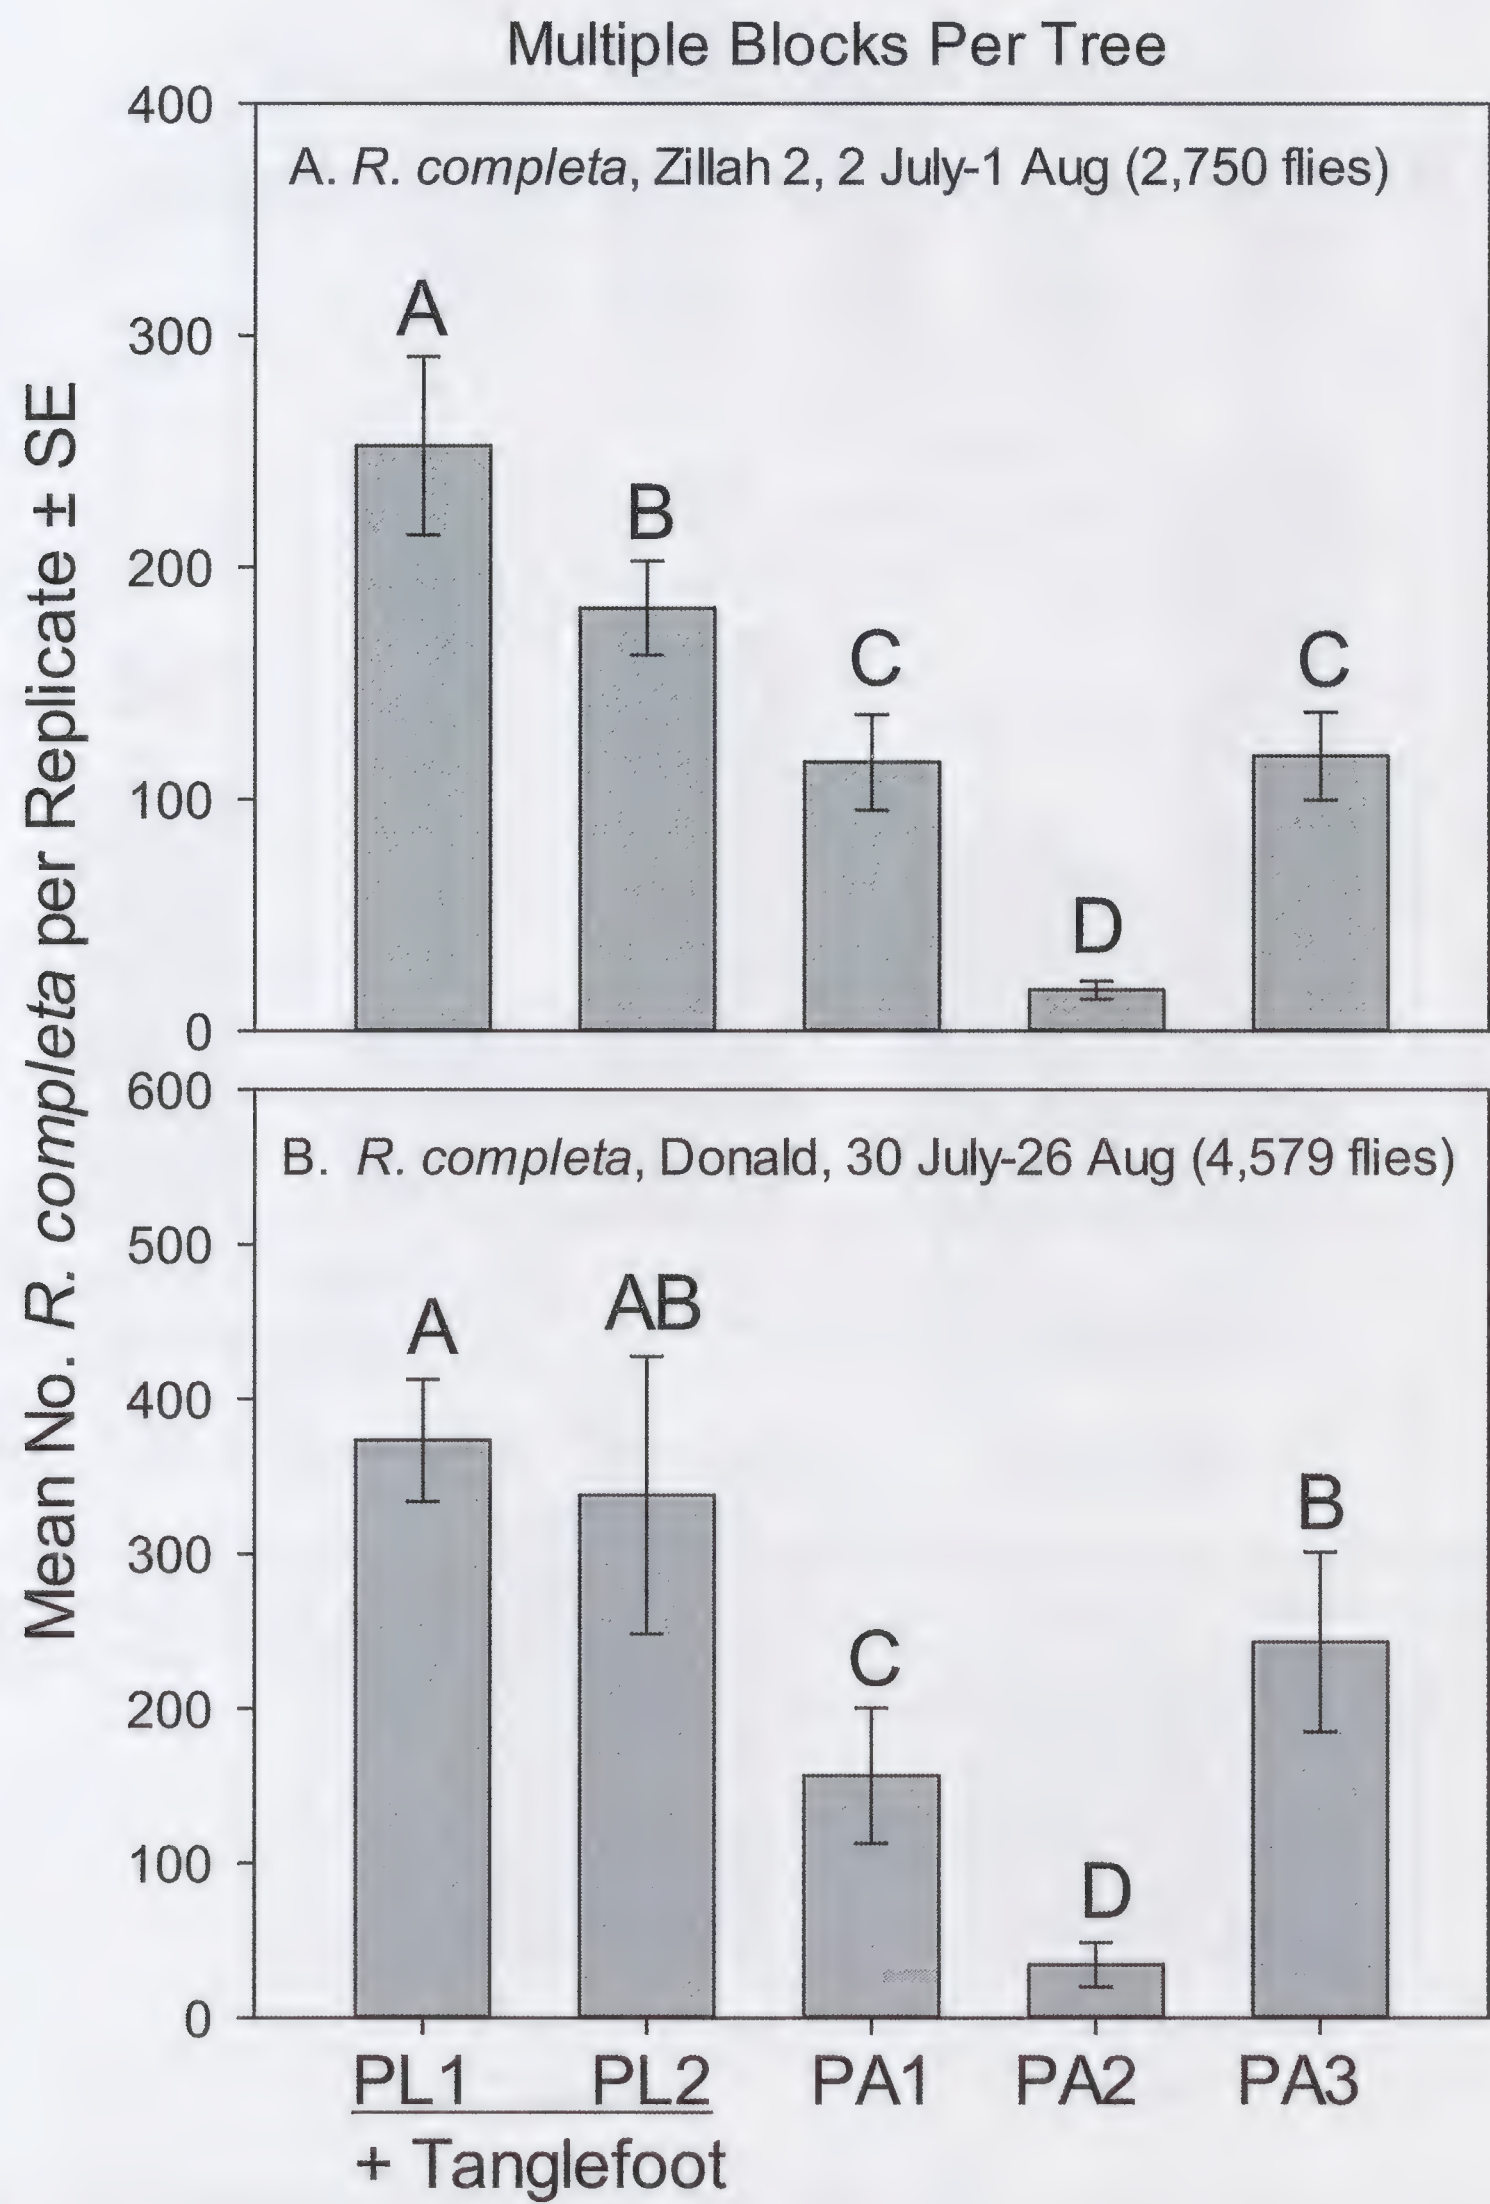 Multiple Blocks Per Tree
Mean No. R. completa per Replicate ± SE
400
A. R. completa, Zillah 2, 2 July-1 Aug (2,750 flies)
A
300
B
200
C
C
100
D
0
600
B. R. completa, Donald, 30 July-26 Aug (4,579 flies)
500
AB
A
400
B
300
C
200
100
D
0
PL1 PL2 PA1 PA2 PA3
+ Tanglefoot